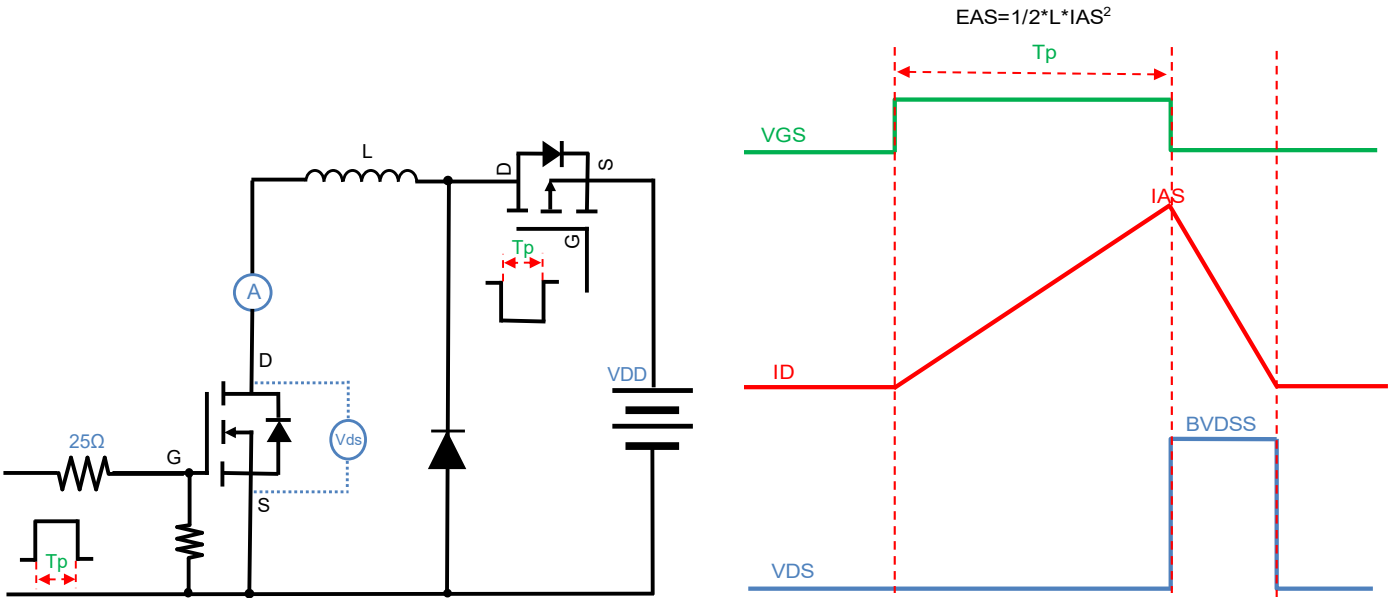 L
D
S
G
Tp
A
D
VDD
25Ω
G
Vds
S
Tp
EAS=1/2*L*IAS²
Tp
VGS
IAS
ID
BVDSS
VDS